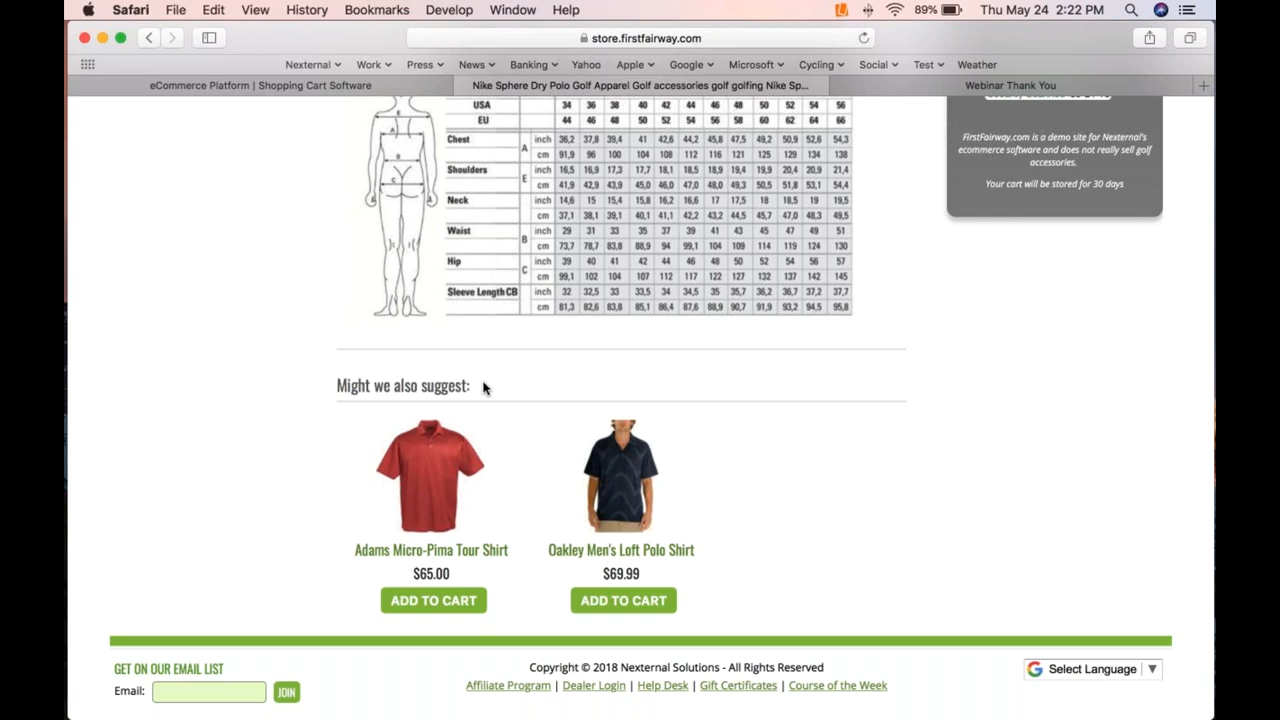 Safari File Edit View History Bookmarks Develop Window Help 89% Thu May 24 2:22 PM
store.firstfairway.com
Nexternal Work Press News Banking Yahoo Apple Google Microsoft Cycling Social Test Weather
eCommerce Platform | Shopping Cart Software Nike Sphere Dry Polo Golf Apparel Golf accessories golf golfing Nike Sp... Webinar Thank You
USA 34 36 38 40 42 44 46 48 50 52 54 56
EU 44 46 48 50 52 54 56 58 60 62 64 66
Chest A inch 36,2 37,8 39,4 41 42,6 44,2 45,8 47,5 49,2 50,9 52,6 54,3
cm 91,9 96 100 104 108 112 116 121 125 129 134 138
Shoulders E inch 16,5 16,9 17,3 17,7 18,1 18,5 18,9 19,4 19,9 20,4 20,9 21,4
cm 41,9 42,9 43,9 45,0 46,0 47,0 48,0 49,3 50,5 51,8 53,1 54,4
Neck inch 14,6 15 15,4 15,8 16,2 16,6 17 17,5 18 18,5 19 19,5
cm 37,1 38,1 39,1 40,1 41,1 42,2 43,2 44,5 45,7 47,0 48,3 49,5
Waist B inch 29 31 33 35 37 39 41 43 45 47 49 51
cm 73,7 78,7 83,8 88,9 94 99,1 104 109 114 119 124 130
Hip C inch 39 40 41 42 44 46 48 50 52 54 56 57
cm 99,1 102 104 107 112 117 122 127 132 137 142 145
Sleeve Length CB inch 32 32,5 33 33,5 34 34,5 35 35,7 36,2 36,7 37,2 37,7
cm 81,3 82,6 83,8 85,1 86,4 87,6 88,9 90,7 91,9 93,2 94,5 95,8
E
A
B
C
FirstFairway.com is a demo site for Nexternal's
ecommerce software and does not really sell golf
accessories.
Your cart will be stored for 30 days
Might we also suggest:
Adams Micro-Pima Tour Shirt Oakley Men's Loft Polo Shirt
$65.00 $69.99
ADD TO CART ADD TO CART
GET ON OUR EMAIL LIST
Email: JOIN
Copyright © 2018 Nexternal Solutions - All Rights Reserved
Affiliate Program | Dealer Login | Help Desk | Gift Certificates | Course of the Week
G Select Language